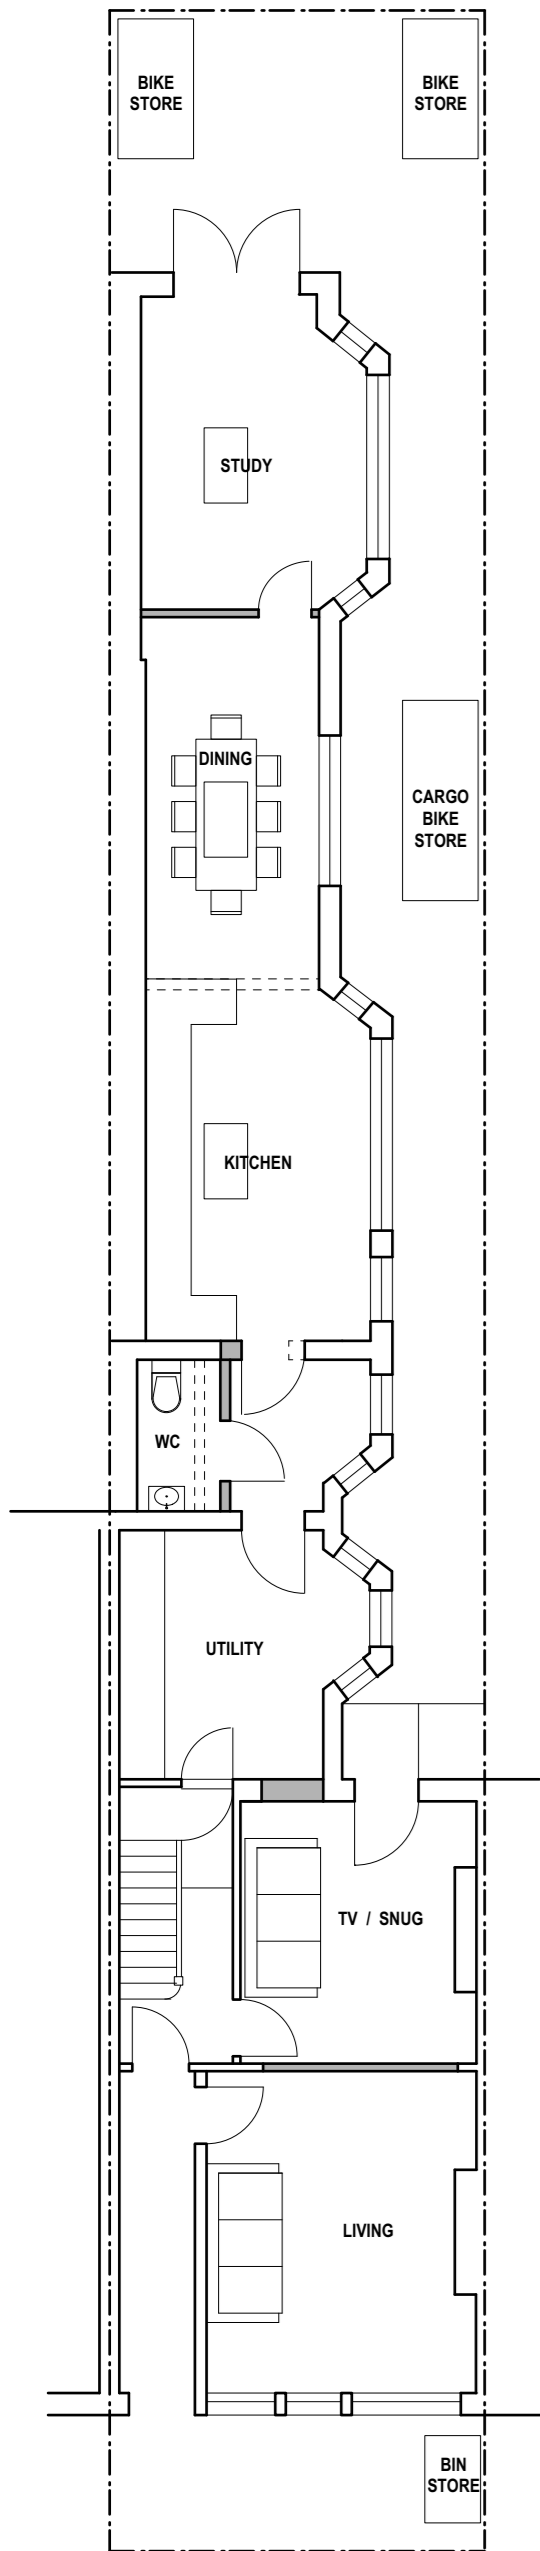 BIKE
STORE
BIKE
STORE
STUDY
DINING
CARGO
BIKE
STORE
KITCHEN
WC
UTILITY
TV / SNUG
LIVING
BIN
STORE